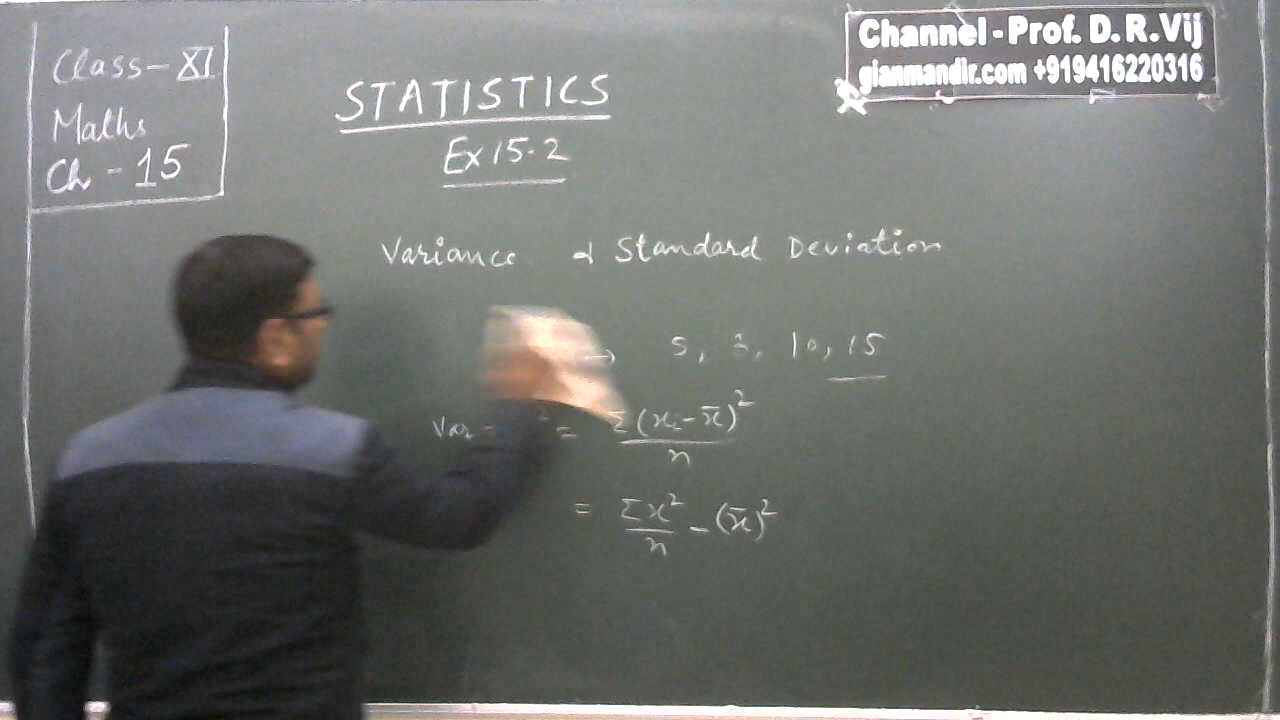 Channel - Prof. D. R. Vij
gianmandir.com +919416220316
Class - XI
Maths
Ch - 15
STATISTICS
Ex 15.2
Variance & Standard Deviation
→ 5, 3, 10, 15
Var = Σ(xᵢ - x̄)² / n
= Σx² / n - (x̄)²